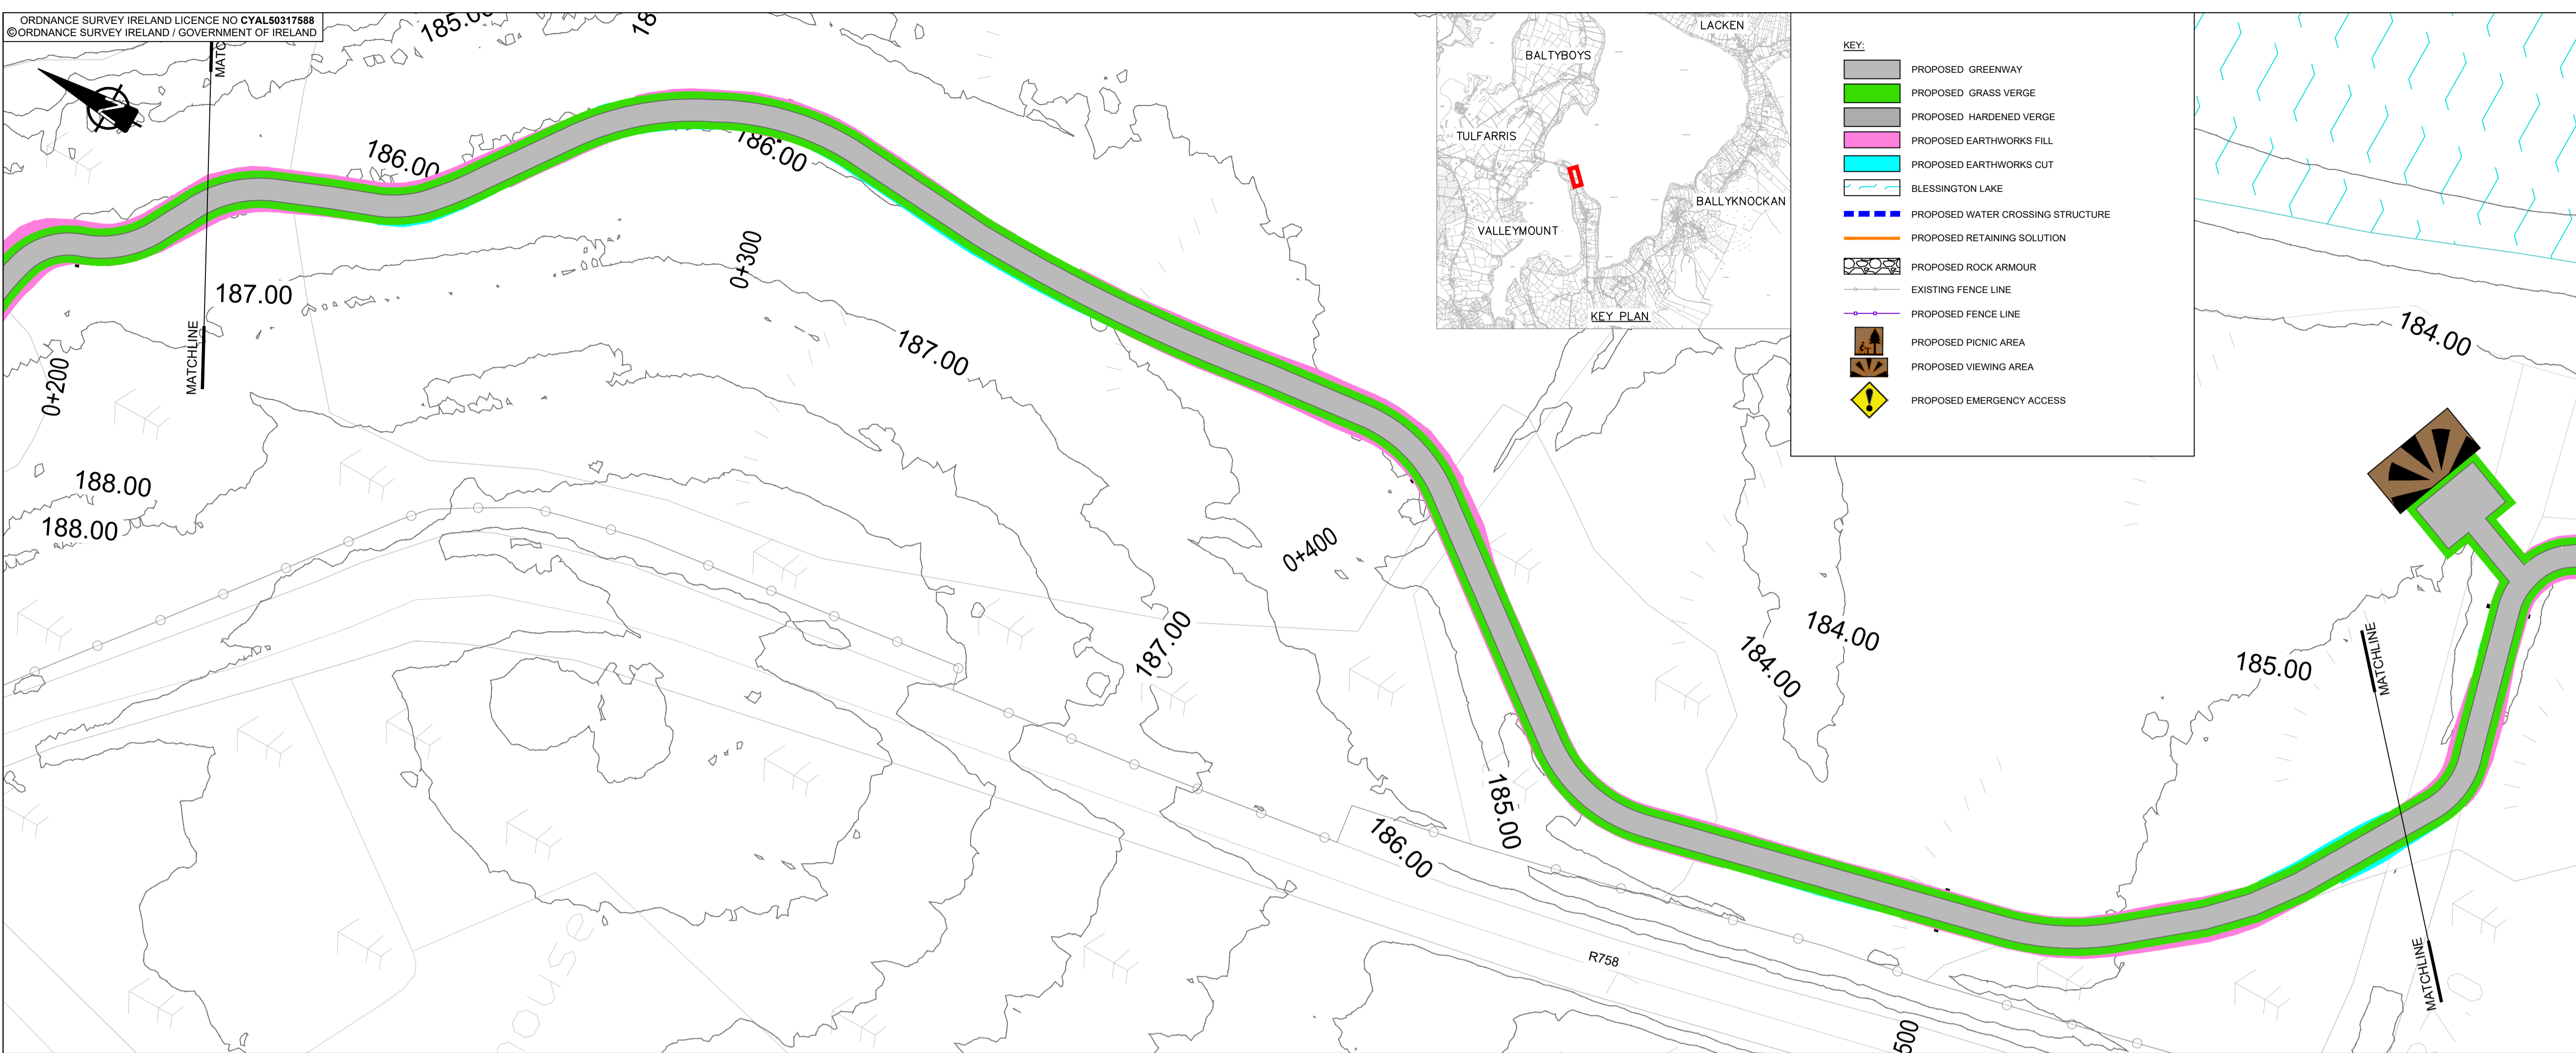 ORDNANCE SURVEY IRELAND LICENCE NO CYAL50317588
©ORDNANCE SURVEY IRELAND / GOVERNMENT OF IRELAND
185.00
18
MATC
186.00
186.00
0+300
187.00
MATCHLINE
0+200
187.00
188.00
188.00
0+400
187.00
184.00
184.00
185.00
186.00
R758
500
184.00
185.00
MATCHLINE
MATCHLINE
LACKEN
BALTYBOYS
TULFARRIS
BALLYKNOCKAN
VALLEYMOUNT
KEY PLAN
KEY:
PROPOSED GREENWAY
PROPOSED GRASS VERGE
PROPOSED HARDENED VERGE
PROPOSED EARTHWORKS FILL
PROPOSED EARTHWORKS CUT
BLESSINGTON LAKE
PROPOSED WATER CROSSING STRUCTURE
PROPOSED RETAINING SOLUTION
PROPOSED ROCK ARMOUR
EXISTING FENCE LINE
PROPOSED FENCE LINE
PROPOSED PICNIC AREA
PROPOSED VIEWING AREA
PROPOSED EMERGENCY ACCESS